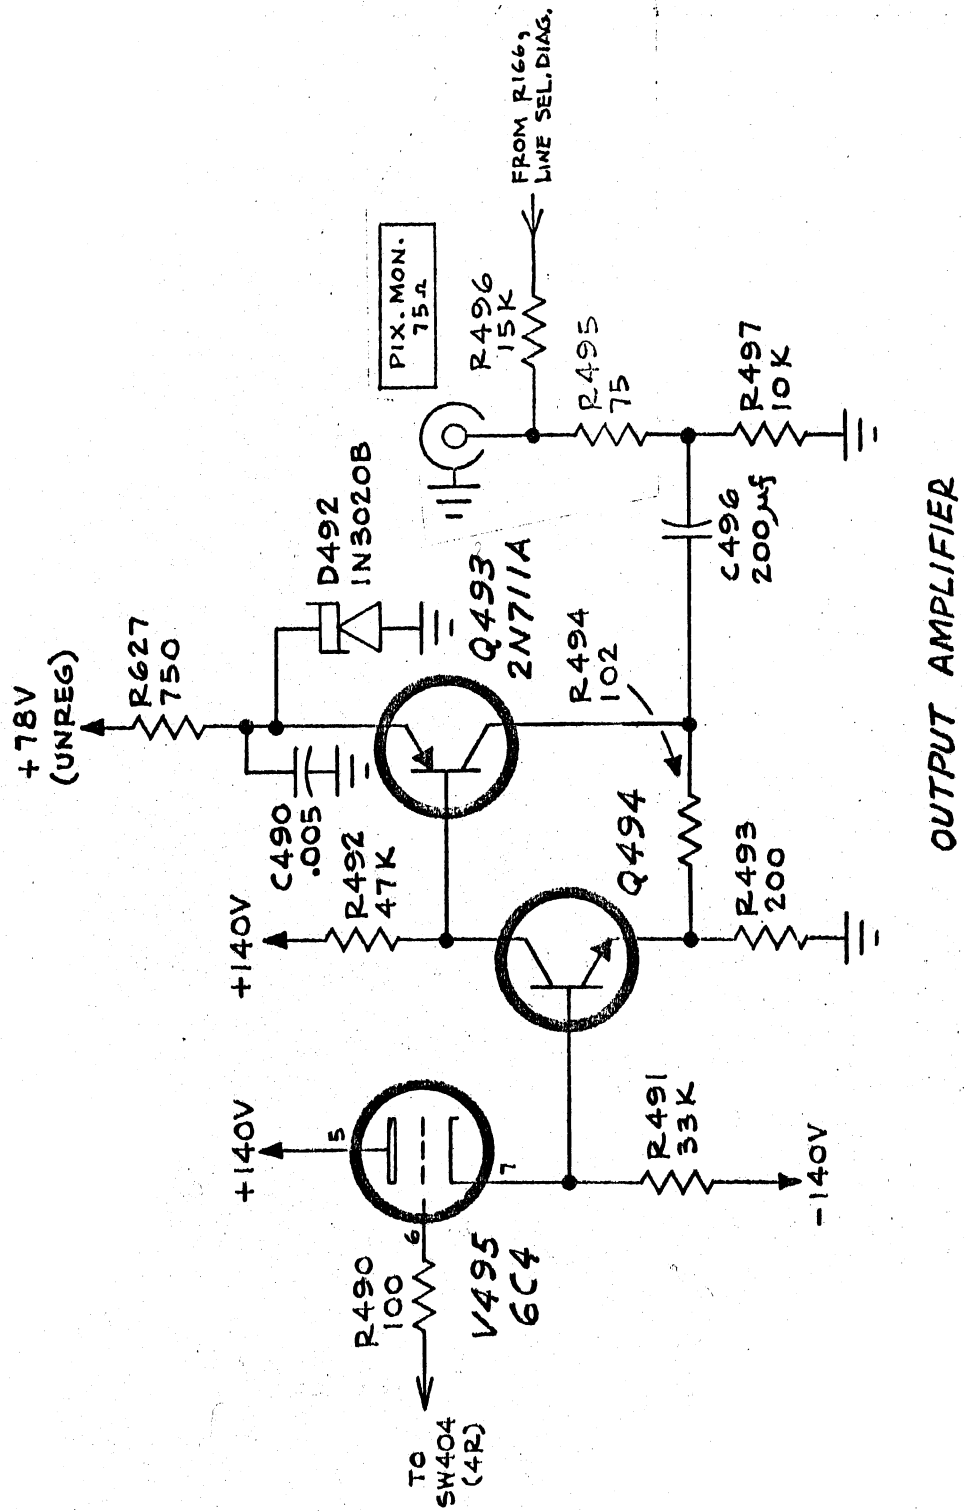 TO
SW404
(4R)
R490
100
6
V495
6C4
+140V
5
7
R491
33K
-140V
+140V
R492
47K
C490
.005
Q494
R493
200
+78V
(UNREG)
R627
750
D492
1N3020B
Q493
2N711A
R494
102
C496
200µf
PIX. MON.
75Ω
R496
15K
R495
75
R497
10K
FROM R166,
LINE SEL. DIAG.
OUTPUT AMPLIFIER